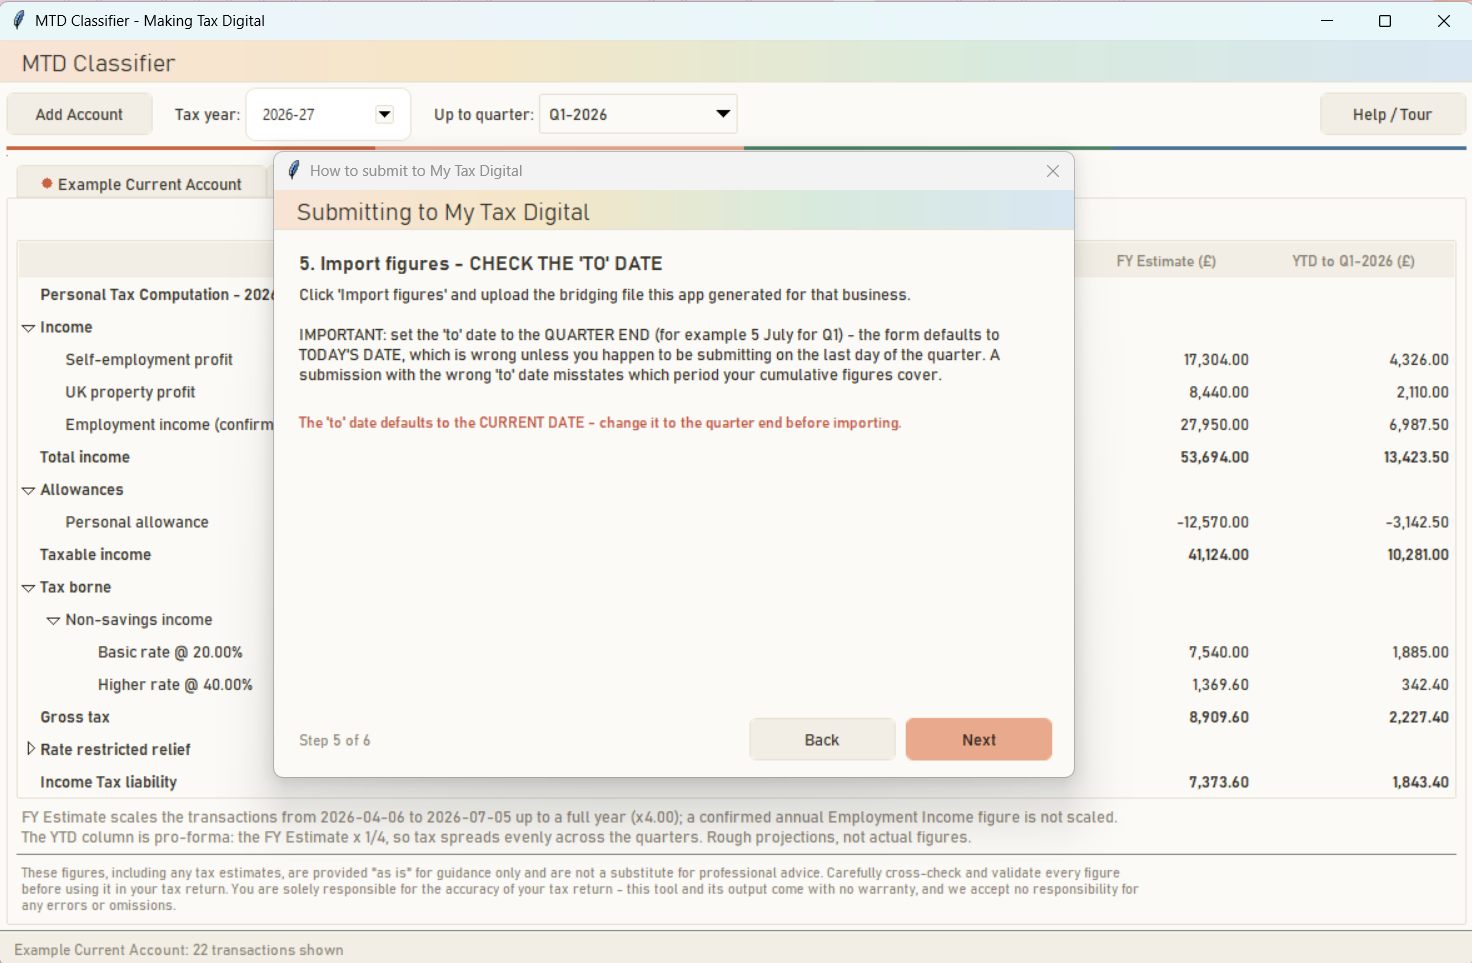 MTD Classifier - Making Tax Digital
MTD Classifier
Add Account
Tax year:
2026-27
Up to quarter:
Q1-2026
Help / Tour
Example Current Account
How to submit to My Tax Digital
Submitting to My Tax Digital
5. Import figures - CHECK THE 'TO' DATE
Click 'Import figures' and upload the bridging file this app generated for that business.
IMPORTANT: set the 'to' date to the QUARTER END (for example 5 July for Q1) - the form defaults to
TODAY'S DATE, which is wrong unless you happen to be submitting on the last day of the quarter. A
submission with the wrong 'to' date misstates which period your cumulative figures cover.
The 'to' date defaults to the CURRENT DATE - change it to the quarter end before importing.
Step 5 of 6
Back
Next
FY Estimate (£) YTD to Q1-2026 (£)
Personal Tax Computation - 202
Income
Self-employment profit 17,304.00 4,326.00
UK property profit 8,440.00 2,110.00
Employment income (confirm 27,950.00 6,987.50
Total income 53,694.00 13,423.50
Allowances
Personal allowance -12,570.00 -3,142.50
Taxable income 41,124.00 10,281.00
Tax borne
Non-savings income
Basic rate @ 20.00% 7,540.00 1,885.00
Higher rate @ 40.00% 1,369.60 342.40
Gross tax 8,909.60 2,227.40
Rate restricted relief
Income Tax liability 7,373.60 1,843.40
FY Estimate scales the transactions from 2026-04-06 to 2026-07-05 up to a full year (x4.00); a confirmed annual Employment Income figure is not scaled.
The YTD column is pro-forma: the FY Estimate x 1/4, so tax spreads evenly across the quarters. Rough projections, not actual figures.
These figures, including any tax estimates, are provided "as is" for guidance only and are not a substitute for professional advice. Carefully cross-check and validate every figure
before using it in your tax return. You are solely responsible for the accuracy of your tax return - this tool and its output come with no warranty, and we accept no responsibility for
any errors or omissions.
Example Current Account: 22 transactions shown